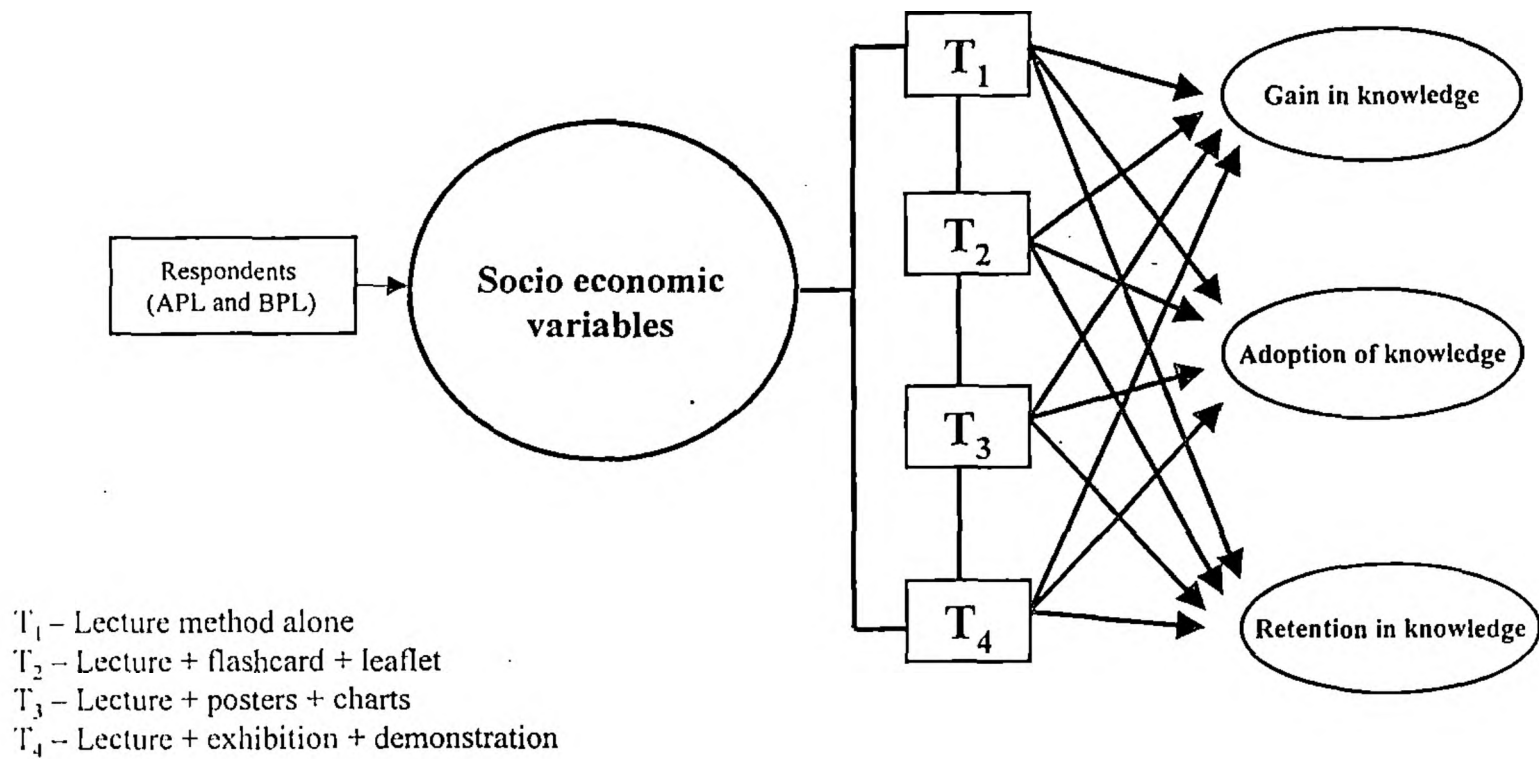 T₁
Gain in knowledge
Respondents
(APL and BPL)
Socio economic
variables
T₂
Adoption of knowledge
T₃
T₄
Retention in knowledge
T₁ – Lecture method alone
T₂ – Lecture + flashcard + leaflet
T₃ – Lecture + posters + charts
T₄ – Lecture + exhibition + demonstration